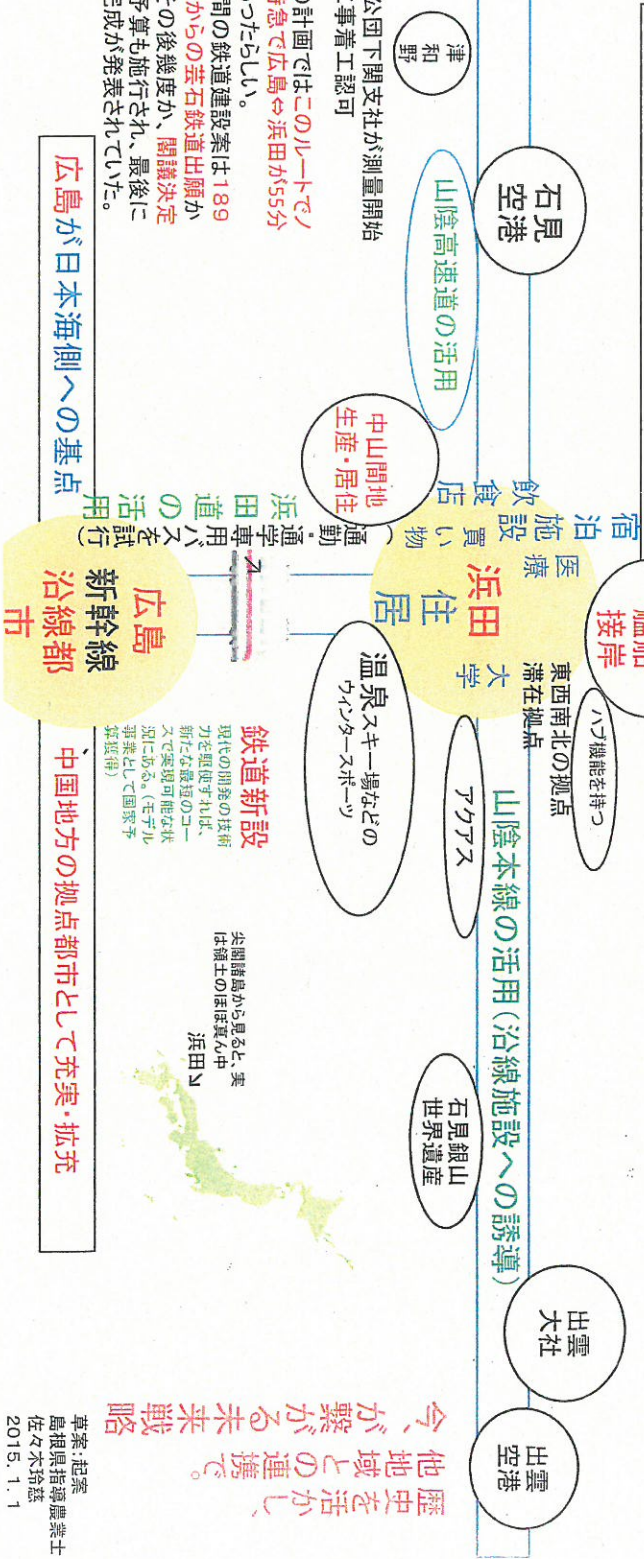 津和野
石見
空港
山陰高速道の活用
公団下関支社が測量開始
事着工認可
計画ではこのルートでノ
特急で広島⇔浜田が55分
らしい。
間の鉄道建設案は189
からの芸石鉄道出願か
その後幾度か、閣議決定
予算も施行され、最後に
完成が発表されていた。
広島が日本海側への基点
中山間地
生産・居住
浜田道の活用
(通勤・通学専用バスを試行)
ス
宿泊施設
飲食店
買い物
医療
浜田
住居
大学
接岸
ハブ機能を持つ
東西南北の拠点
滞在拠点
アクアス
山陰本線の活用(沿線施設への誘導)
石見銀山
世界遺産
出雲
大社
出雲
空港
温泉スキー場などの
ウィンタースポーツ
広島
新幹線
沿線都
市
鉄道新設
現代の開発の技術
力を駆使すれば、
新たな最短のコー
スで実現可能な状
況にある。(モデル
事業として国家予
算獲得)
尖閣諸島から見ると、実
は領土のほぼ真ん中
浜田↘
中国地方の拠点都市として充実・拡充
歴史を活かし、
他地域との連携で。
今、が繋がる未来戦略
草案:起案
島根県指導農業士
佐々木玲慈
2015.1.1